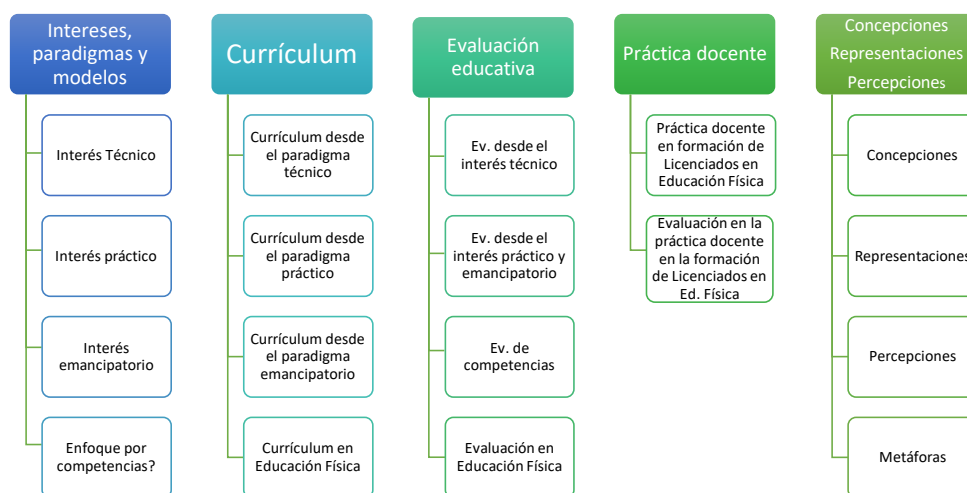 Intereses,
paradigmas y
modelos
Interés Técnico
Interés práctico
Interés
emancipatorio
Enfoque por
competencias?
Currículum
Currículum desde
el paradigma
técnico
Currículum desde
el paradigma
práctico
Currículum desde
el paradigma
emancipatorio
Currículum en
Educación Física
Evaluación
educativa
Ev. desde el
interés técnico
Ev. desde el
interés práctico y
emancipatorio
Ev. de
competencias
Evaluación en
Educación Física
Práctica docente
Práctica docente
en formación de
Licenciados en
Educación Física
Evaluación en la
práctica docente
en la formación
de Licenciados en
Ed. Física
Concepciones
Representaciones
Percepciones
Concepciones
Representaciones
Percepciones
Metáforas